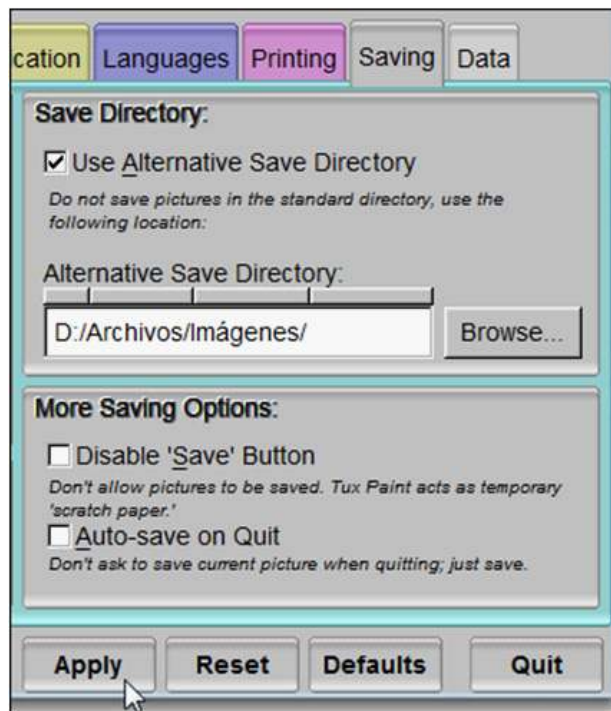 cation Languages Printing Saving Data
Save Directory:
Use Alternative Save Directory
Do not save pictures in the standard directory, use the
following location:
Alternative Save Directory:
D:/Archivos/Imágenes/ Browse...
More Saving Options:
Disable 'Save' Button
Don't allow pictures to be saved. Tux Paint acts as temporary
'scratch paper.'
Auto-save on Quit
Don't ask to save current picture when quitting; just save.
Apply Reset Defaults Quit